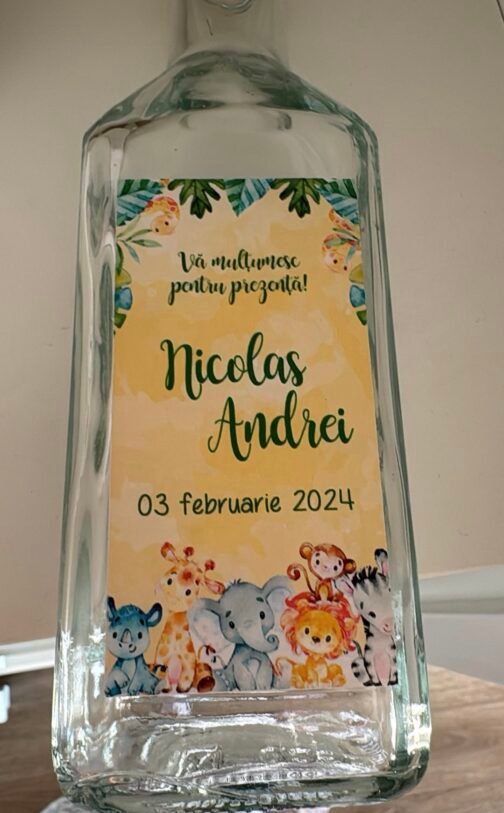 Vă mulțumesc
pentru prezență!
Nicolas
Andrei
03 februarie 2024